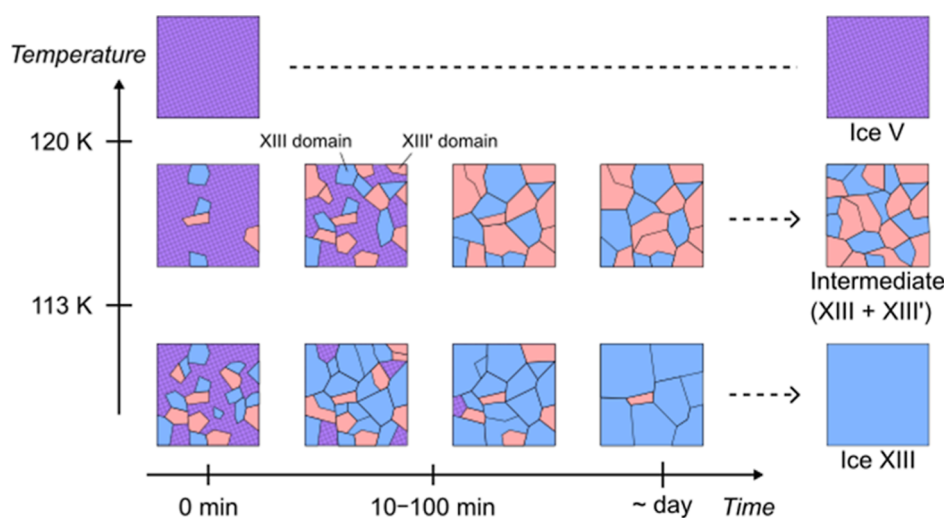 Temperature
120 K
113 K
XIII domain
XIII' domain
Ice V
Intermediate
(XIII + XIII')
Ice XIII
0 min
10–100 min
~ day
Time